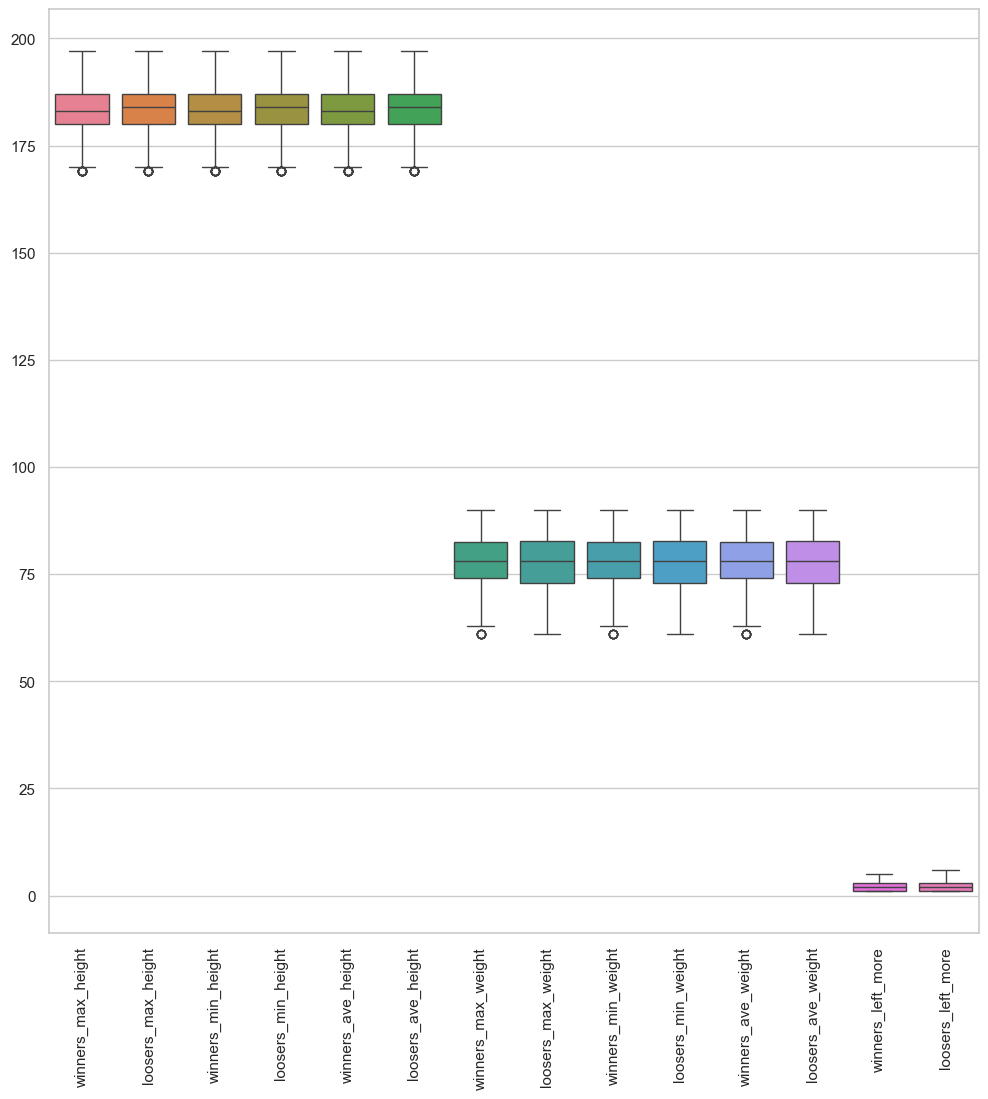 200
175
150
125
100
75
50
25
0
winners_max_height
loosers_max_height
winners_min_height
loosers_min_height
winners_ave_height
loosers_ave_height
winners_max_weight
loosers_max_weight
winners_min_weight
loosers_min_weight
winners_ave_weight
loosers_ave_weight
winners_left_more
loosers_left_more